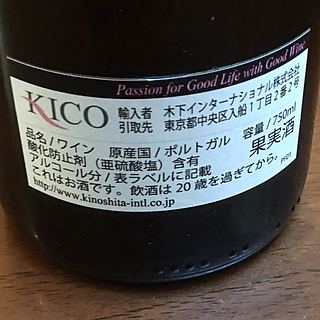 Passion for Good Life with Good Wine
KICO
輸入者 木下インターナショナル株式会社
引取先 東京都中央区入船1丁目2番2号
品名/ワイン 原産国/ポルトガル 容量/750ml
酸化防止剤(亜硫酸塩)含有 果実酒
アルコール分/表ラベルに記載
これはお酒です。飲酒は20歳を過ぎてから。
http://www.kinoshita-intl.co.jp